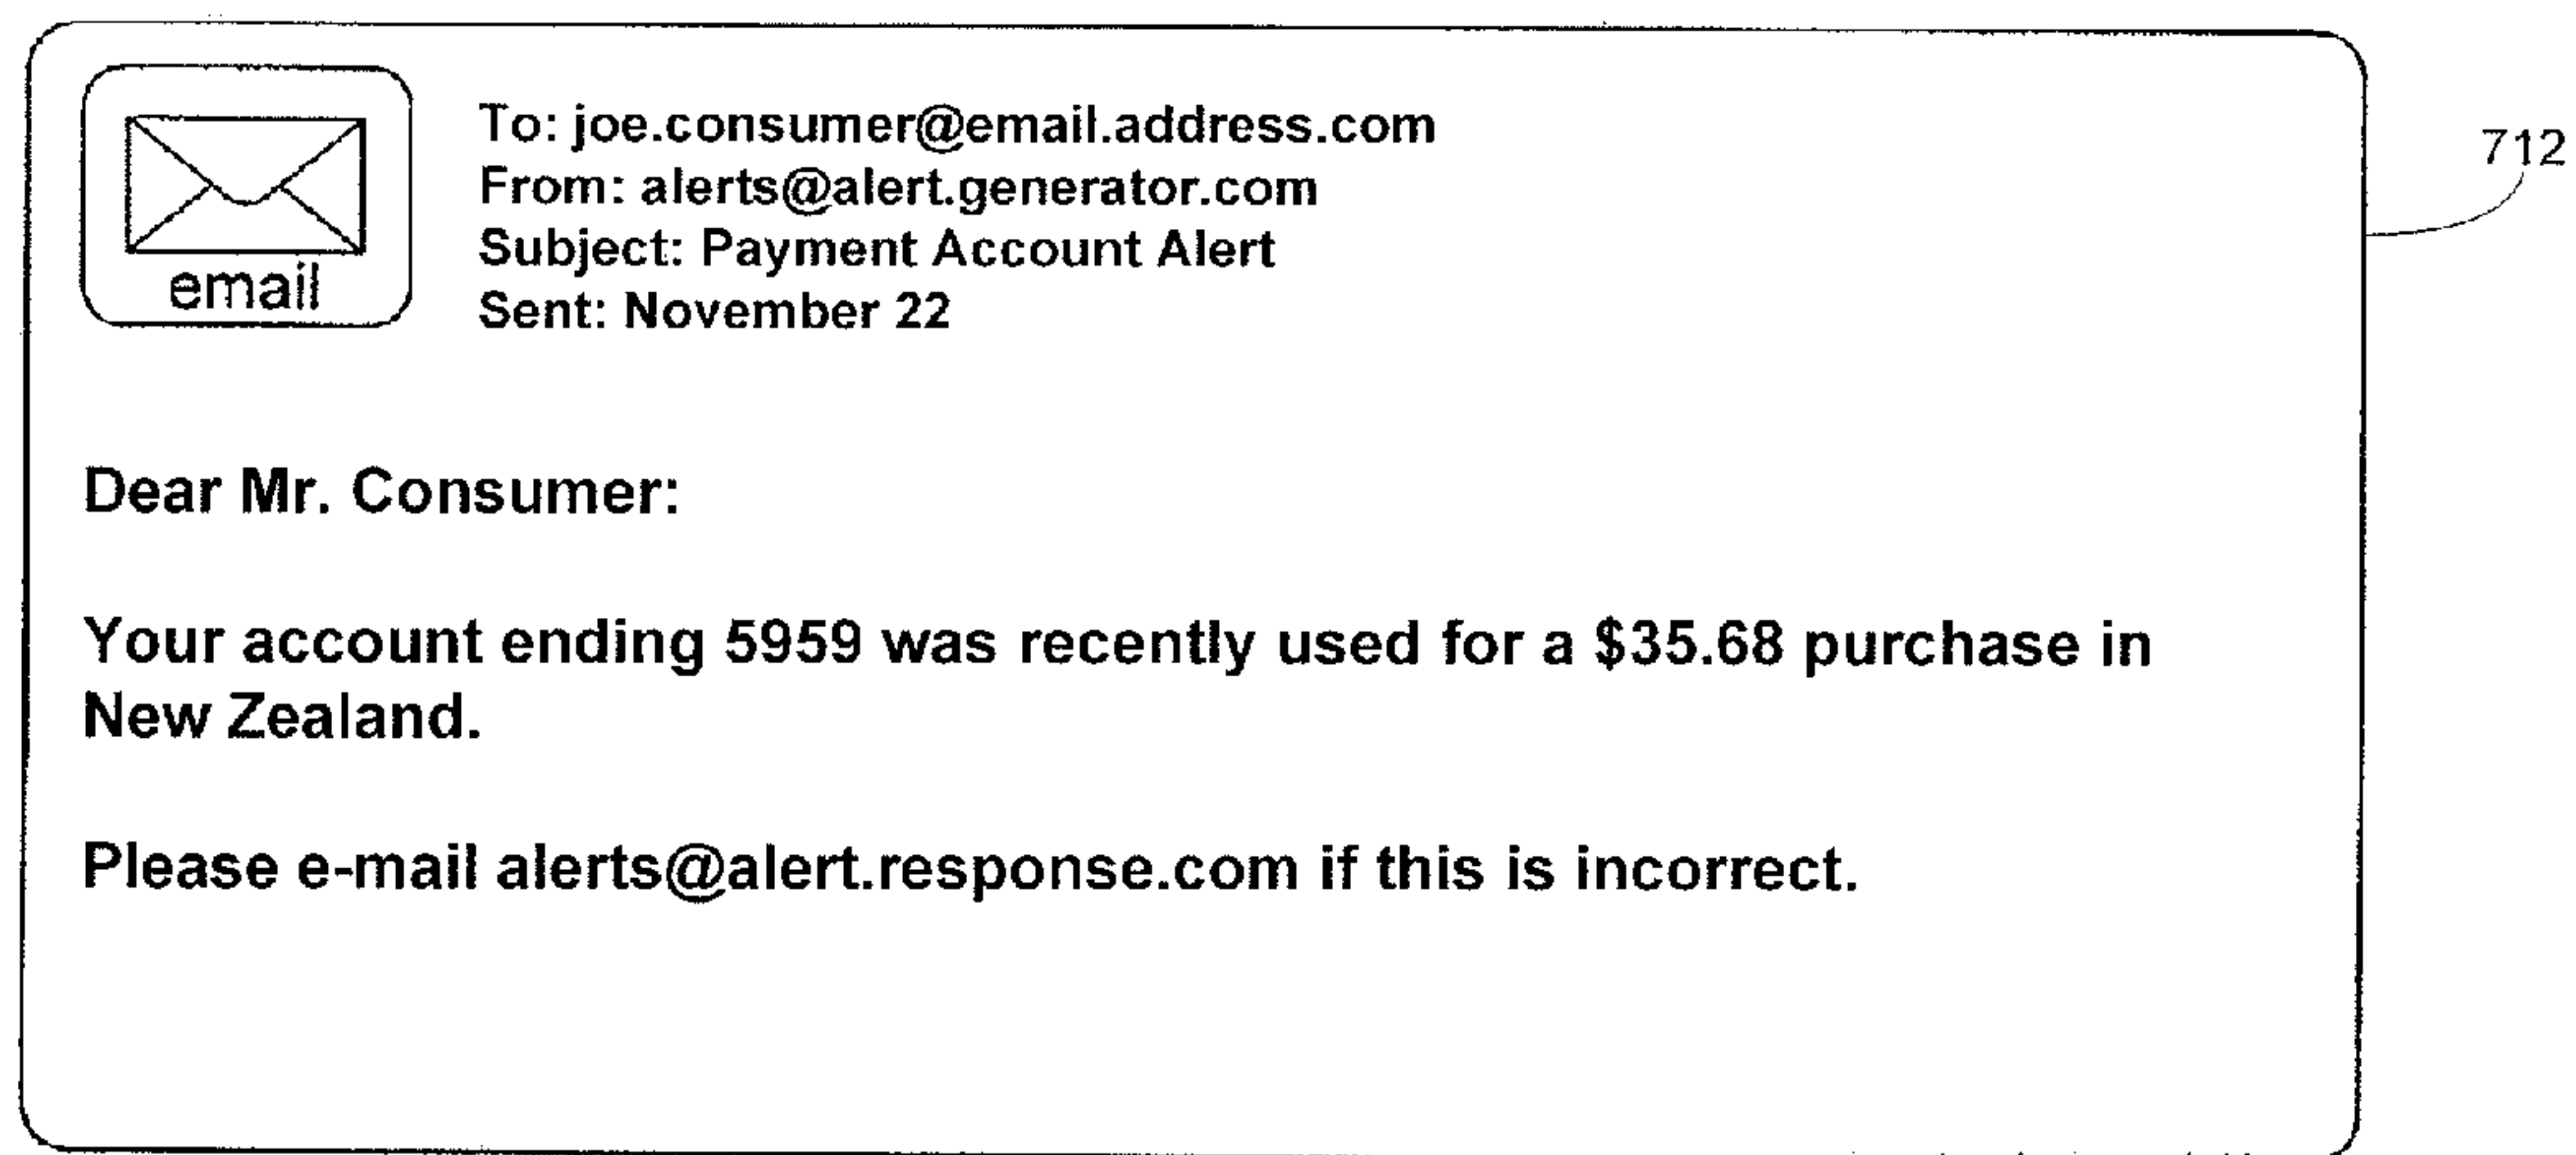 To: joe.consumer@email.address.com
From: alerts@alert.generator.com
Subject: Payment Account Alert
Sent: November 22
email
712
Dear Mr. Consumer:
Your account ending 5959 was recently used for a $35.68 purchase in
New Zealand.
Please e-mail alerts@alert.response.com if this is incorrect.